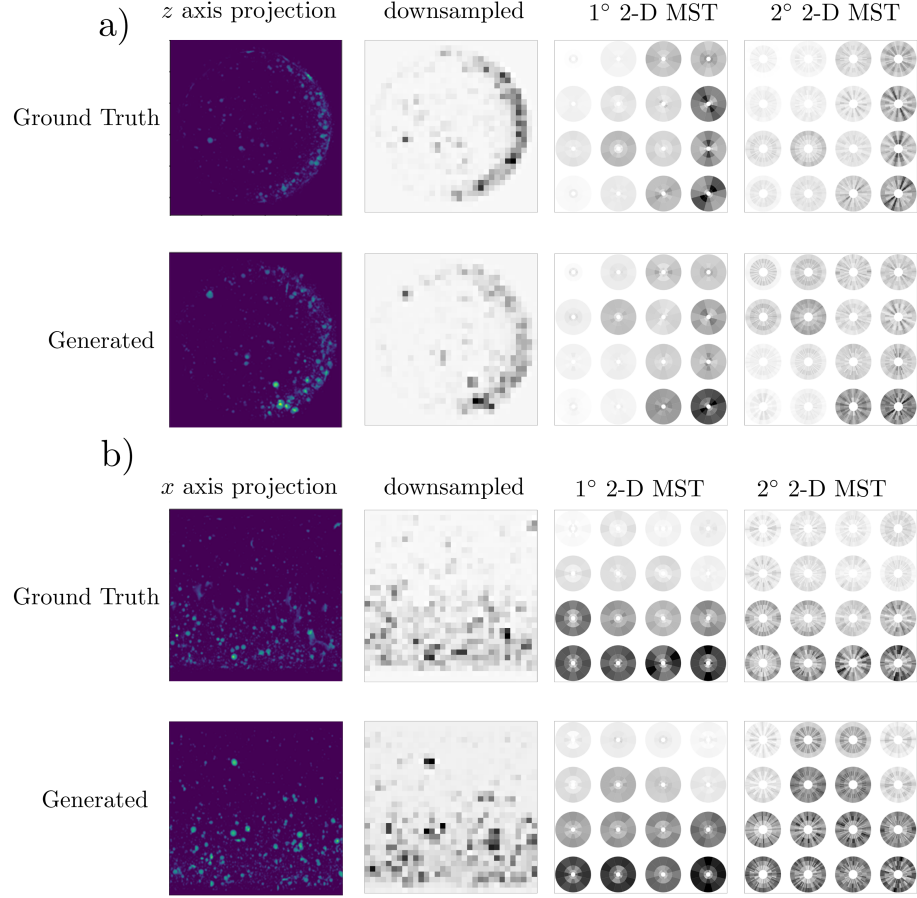 a)
z axis projection downsampled 1° 2-D MST 2° 2-D MST
Ground Truth
Generated
b)
x axis projection downsampled 1° 2-D MST 2° 2-D MST
Ground Truth
Generated